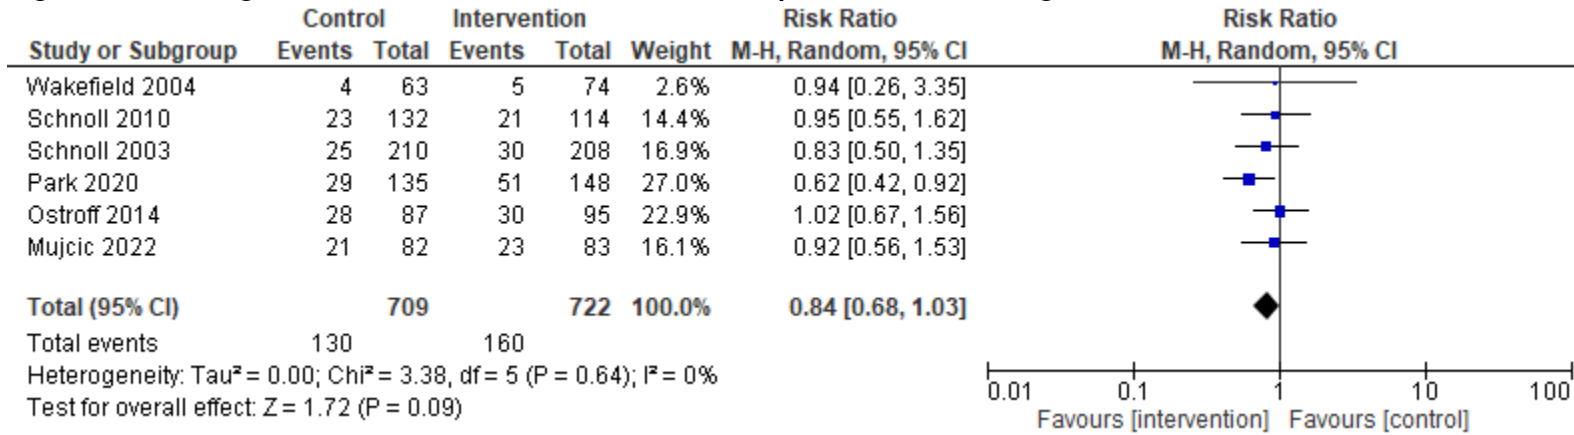 Control Intervention Risk Ratio Risk Ratio
Study or Subgroup Events Total Events Total Weight M-H, Random, 95% CI M-H, Random, 95% CI
Wakefield 2004 4 63 5 74 2.6% 0.94 [0.26, 3.35]
Schnoll 2010 23 132 21 114 14.4% 0.95 [0.55, 1.62]
Schnoll 2003 25 210 30 208 16.9% 0.83 [0.50, 1.35]
Park 2020 29 135 51 148 27.0% 0.62 [0.42, 0.92]
Ostroff 2014 28 87 30 95 22.9% 1.02 [0.67, 1.56]
Mujcic 2022 21 82 23 83 16.1% 0.92 [0.56, 1.53]
Total (95% CI) 709 722 100.0% 0.84 [0.68, 1.03]
Total events 130 160
Heterogeneity: Tau² = 0.00; Chi² = 3.38, df = 5 (P = 0.64); I² = 0%
Test for overall effect: Z = 1.72 (P = 0.09)
0.01 0.1 1 10 100
Favours [intervention] Favours [control]